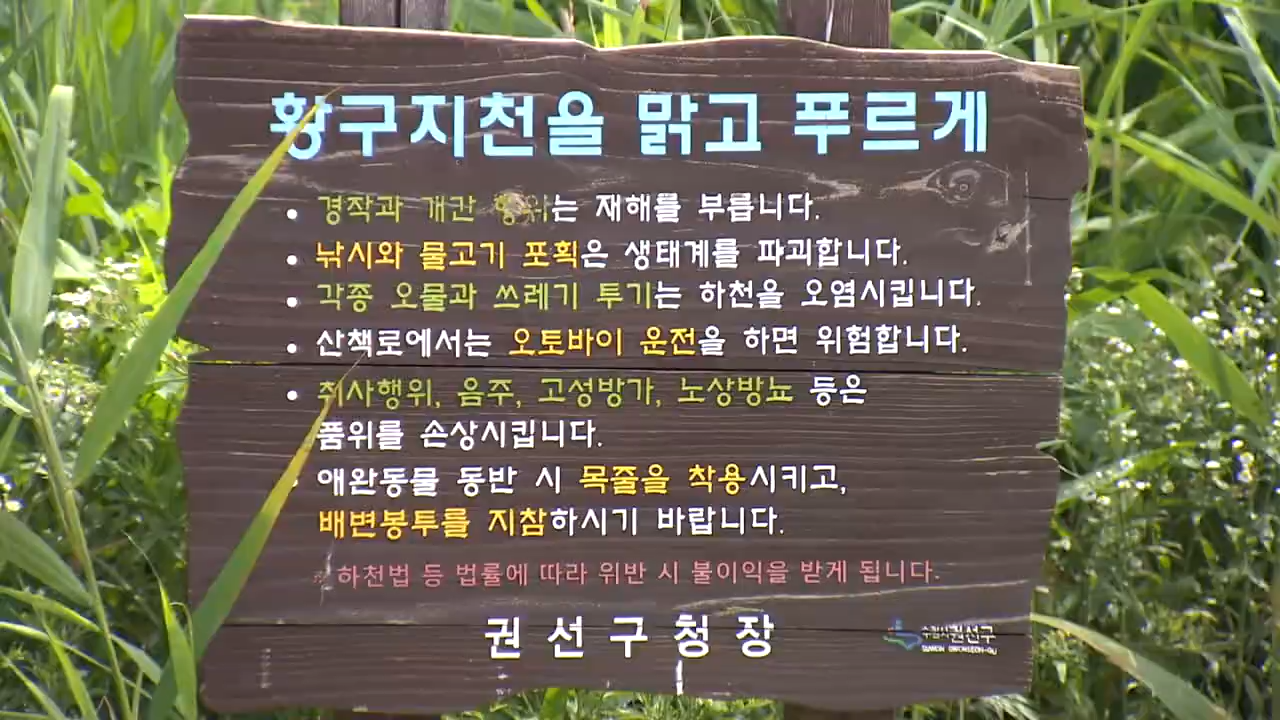 황구지천을 맑고 푸르게
• 경작과 개간 행위는 재해를 부릅니다.
• 낚시와 물고기 포획은 생태계를 파괴합니다.
• 각종 오물과 쓰레기 투기는 하천을 오염시킵니다.
• 산책로에서는 오토바이 운전을 하면 위험합니다.
• 취사행위, 음주, 고성방가, 노상방뇨 등은
품위를 손상시킵니다.
• 애완동물 동반 시 목줄을 착용시키고,
배변봉투를 지참하시기 바랍니다.
※ 하천법 등 법률에 따라 위반 시 불이익을 받게 됩니다.
권선구청장
수원시 권선구
SUWON GWONSEON-GU